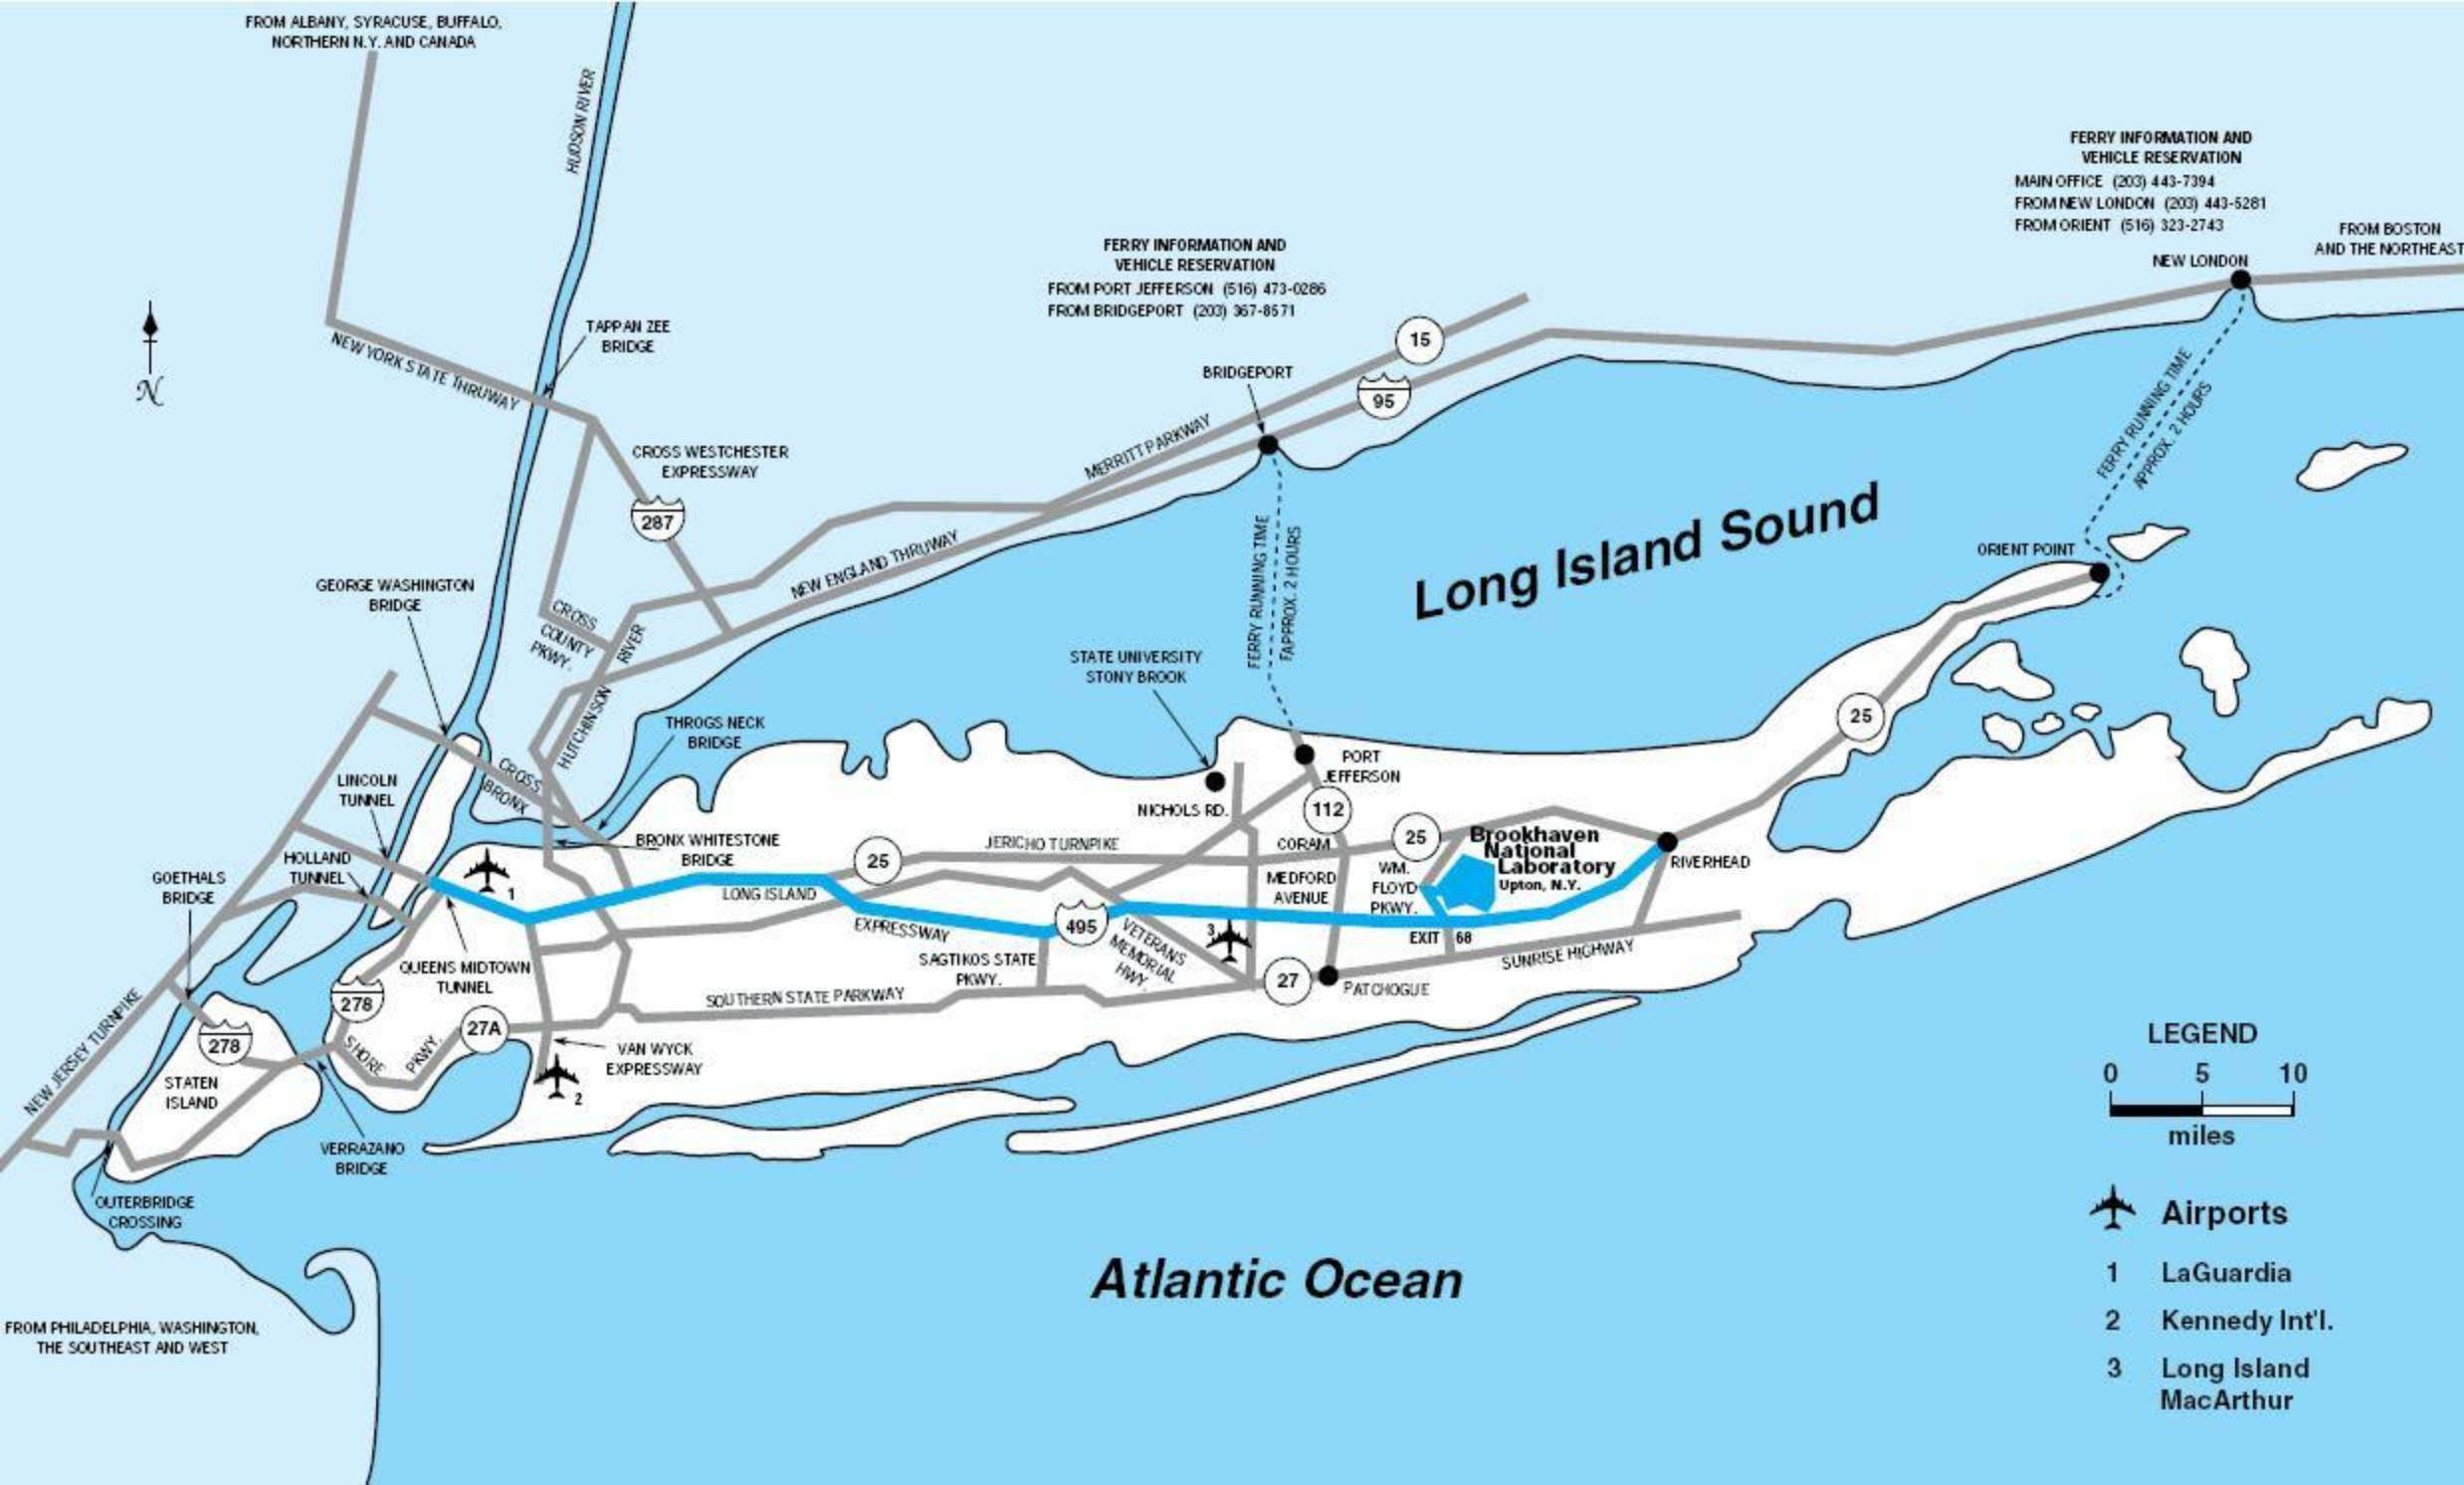 FROM ALBANY, SYRACUSE, BUFFALO,
NORTHERN N.Y. AND CANADA
HUDSON RIVER
N
NEW YORK STATE THRUWAY
TAPPAN ZEE
BRIDGE
CROSS WESTCHESTER
EXPRESSWAY
287
FERRY INFORMATION AND
VEHICLE RESERVATION
FROM PORT JEFFERSON (516) 473-0286
FROM BRIDGEPORT (203) 367-8571
FERRY INFORMATION AND
VEHICLE RESERVATION
MAIN OFFICE (203) 443-7394
FROM NEW LONDON (203) 443-5281
FROM ORIENT (516) 323-2743
FROM BOSTON
AND THE NORTHEAST
NEW LONDON
15
95
BRIDGEPORT
MERRITT PARKWAY
NEW ENGLAND THRUWAY
FERRY RUNNING TIME
APPROX. 2 HOURS
FERRY RUNNING TIME
FAPPROX. 2 HOURS
Long Island Sound
ORIENT POINT
GEORGE WASHINGTON
BRIDGE
CROSS
COUNTY
PKWY.
HUTCHINSON
RIVER
STATE UNIVERSITY
STONY BROOK
THROGS NECK
BRIDGE
CROSS
BRONX
LINCOLN
TUNNEL
HOLLAND
TUNNEL
GOETHALS
BRIDGE
BRONX WHITESTONE
BRIDGE
1
25
JERICHO TURNPIKE
NICHOLS RD.
PORT
JEFFERSON
112
CORAM
25
25
Brookhaven
National
Laboratory
Upton, N.Y.
RIVERHEAD
WM.
FLOYD
PKWY.
MEDFORD
AVENUE
LONG ISLAND
EXPRESSWAY
495
EXIT 68
3
VETERANS
MEMORIAL
HWY.
SAGTIKOS STATE
PKWY.
SUNRISE HIGHWAY
27
PATCHOGUE
QUEENS MIDTOWN
TUNNEL
278
27A
SOUTHERN STATE PARKWAY
SHORE
PKWY.
VAN WYCK
EXPRESSWAY
2
NEW JERSEY TURNPIKE
278
STATEN
ISLAND
VERRAZANO
BRIDGE
OUTERBRIDGE
CROSSING
FROM PHILADELPHIA, WASHINGTON,
THE SOUTHEAST AND WEST
Atlantic Ocean
LEGEND
0 5 10
miles
Airports
1 LaGuardia
2 Kennedy Int'l.
3 Long Island
MacArthur